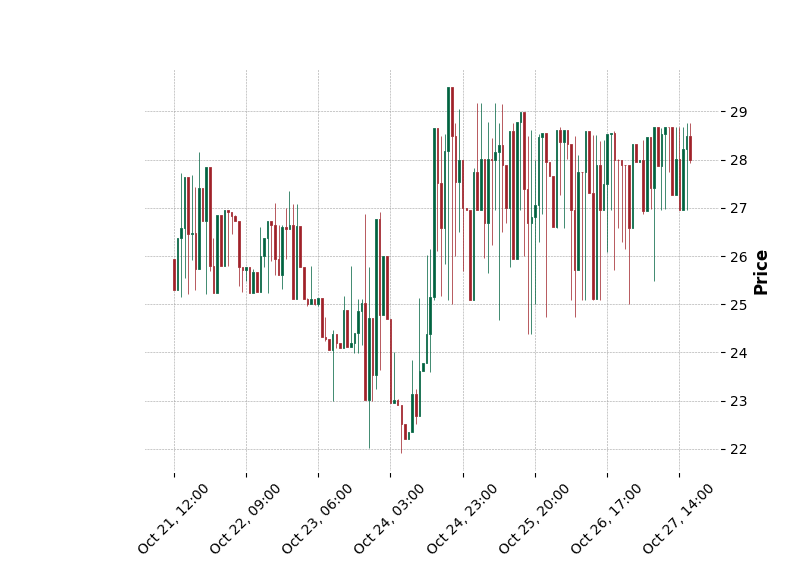 29
28
27
26
25
24
23
22
Price
Oct 21, 12:00
Oct 22, 09:00
Oct 23, 06:00
Oct 24, 03:00
Oct 24, 23:00
Oct 25, 20:00
Oct 26, 17:00
Oct 27, 14:00